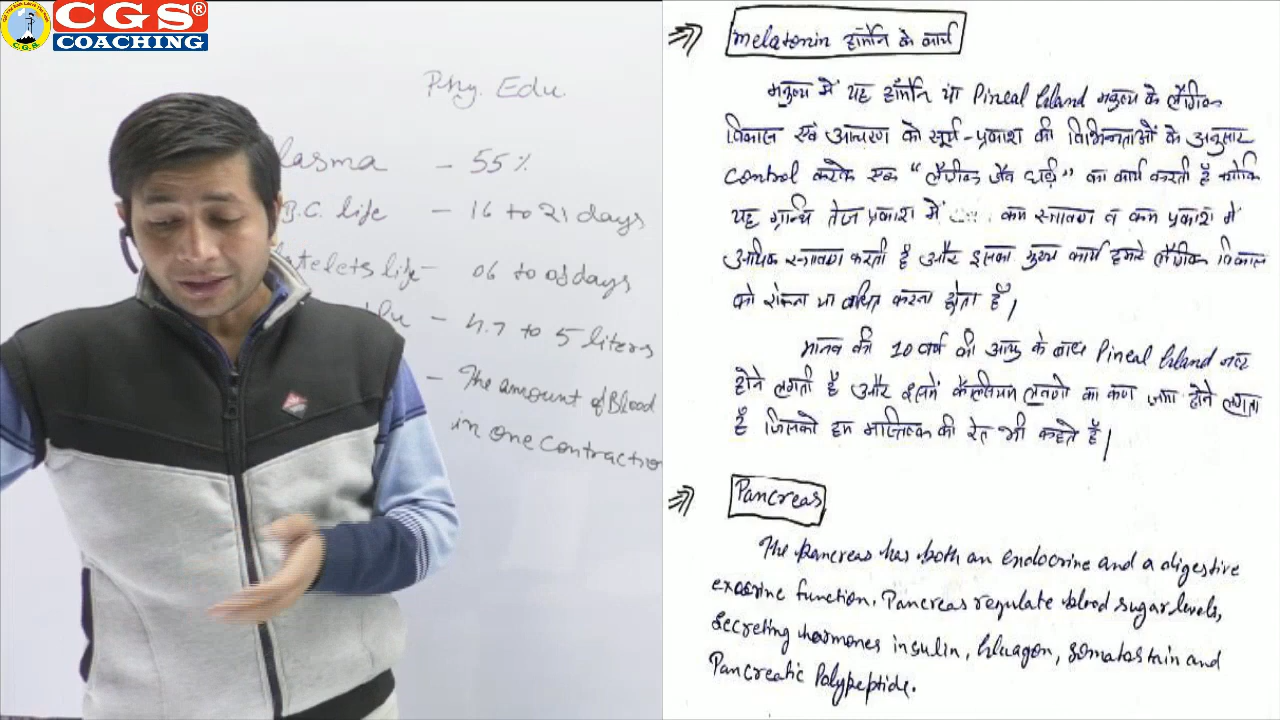 CGS®
COACHING
C.G.S.
Phy. Edu.
lasma - 55%
B.C. life - 16 to 21 days
atelets life - 06 to 08 days
- 4.7 to 5 liters
- The amount of Blood
in one contractio
melatonin हॉर्मोन के कार्य
मनुष्य में यह हॉर्मोन या Pineal Gland मनुष्य के लैंगिक
विकास एवं आचरण को सूर्य-प्रकाश की विभिन्नताओं के अनुसार
Control करके एक "लैंगिक जैव घड़ी" का कार्य करती है क्योंकि
यह ग्रन्थि तेज प्रकाश में कम स्त्रावण व कम प्रकाश में
अधिक स्त्रावण करती है और इसका मुख्य कार्य हमारे लैंगिक विकास
को रोकना या बाधित करना होता है।
मानव की 10 वर्ष की आयु के बाद Pineal Gland नष्ट
होने लगती है और इसमें कैल्सियम लवणो का कण जमा होने लगता
है जिसको हम मास्तिष्क की रेत भी कहते है।
Pancreas
The Pancreas has both an endocrine and a digestive
exocrine function. Pancreas regulate blood sugar levels,
Secreting hormones insulin, Gluagon, Somatostain and
Pancreatic Polypeptide.